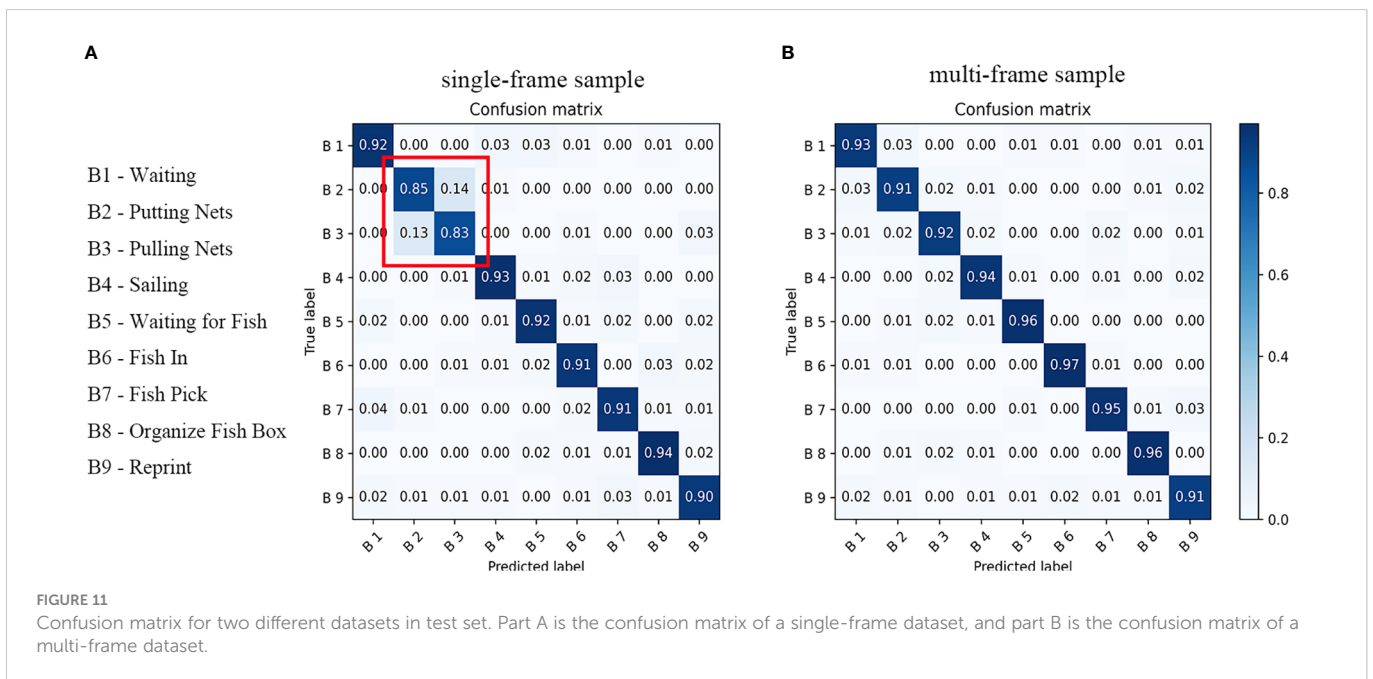 A
single-frame sample
Confusion matrix
B1 - Waiting
B2 - Putting Nets
B3 - Pulling Nets
B4 - Sailing
B5 - Waiting for Fish
B6 - Fish In
B7 - Fish Pick
B8 - Organize Fish Box
B9 - Reprint
True label
B 1 0.92 0.00 0.00 0.03 0.03 0.01 0.00 0.01 0.00
B 2 0.00 0.85 0.14 0.01 0.00 0.00 0.00 0.00 0.00
B 3 0.00 0.13 0.83 0.00 0.00 0.01 0.00 0.00 0.03
B 4 0.00 0.00 0.01 0.93 0.01 0.02 0.03 0.00 0.00
B 5 0.02 0.00 0.00 0.01 0.92 0.01 0.02 0.00 0.02
B 6 0.00 0.00 0.01 0.01 0.02 0.91 0.00 0.03 0.02
B 7 0.04 0.01 0.00 0.00 0.00 0.02 0.91 0.01 0.01
B 8 0.00 0.00 0.00 0.00 0.02 0.01 0.01 0.94 0.02
B 9 0.02 0.01 0.01 0.01 0.00 0.01 0.03 0.01 0.90
B 1 B 2 B 3 B 4 B 5 B 6 B 7 B 8 B 9
Predicted label
B
multi-frame sample
Confusion matrix
True label
B 1 0.93 0.03 0.00 0.00 0.01 0.01 0.00 0.01 0.01
B 2 0.03 0.91 0.02 0.01 0.00 0.00 0.00 0.01 0.02
B 3 0.01 0.02 0.92 0.02 0.00 0.00 0.02 0.00 0.01
B 4 0.00 0.00 0.02 0.94 0.01 0.00 0.01 0.00 0.02
B 5 0.00 0.01 0.02 0.01 0.96 0.00 0.00 0.00 0.00
B 6 0.01 0.01 0.00 0.00 0.00 0.97 0.01 0.00 0.00
B 7 0.00 0.00 0.00 0.00 0.01 0.00 0.95 0.01 0.03
B 8 0.00 0.01 0.02 0.01 0.00 0.00 0.00 0.96 0.00
B 9 0.02 0.01 0.00 0.01 0.01 0.02 0.01 0.01 0.91
B 1 B 2 B 3 B 4 B 5 B 6 B 7 B 8 B 9
Predicted label
0.8
0.6
0.4
0.2
0.0
FIGURE 11
Confusion matrix for two different datasets in test set. Part A is the confusion matrix of a single-frame dataset, and part B is the confusion matrix of a
multi-frame dataset.